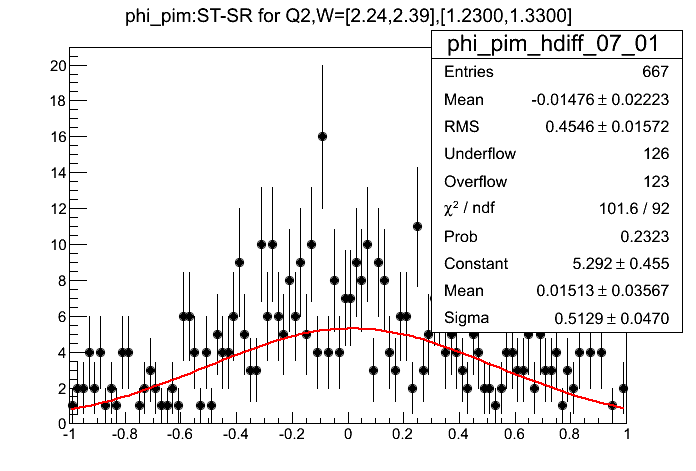 phi_pim:ST-SR for Q2,W=[2.24,2.39],[1.2300,1.3300]
phi_pim_hdiff_07_01
Entries 667
Mean -0.01476 ± 0.02223
RMS 0.4546 ± 0.01572
Underflow 126
Overflow 123
χ² / ndf 101.6 / 92
Prob 0.2323
Constant 5.292 ± 0.455
Mean 0.01513 ± 0.03567
Sigma 0.5129 ± 0.0470
20
18
16
14
12
10
8
6
4
2
0
-1 -0.8 -0.6 -0.4 -0.2 0 0.2 0.4 0.6 0.8 1